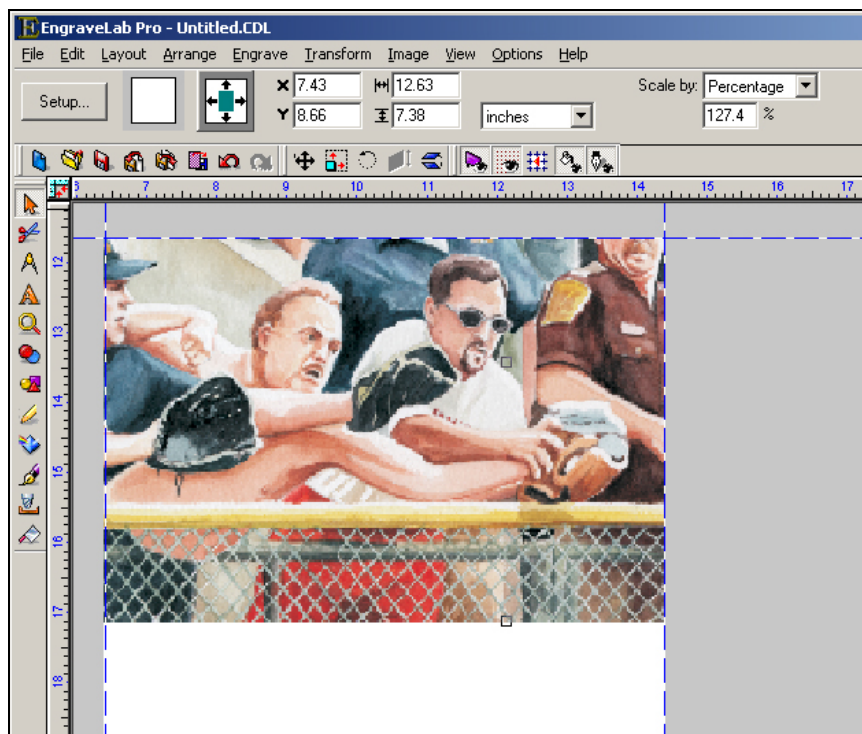 EngraveLab Pro - Untitled.CDL
File Edit Layout Arrange Engrave Transform Image View Options Help
Setup... X 7.43 12.63 Scale by: Percentage
Y 8.66 7.38 inches 127.4 %
6 7 8 9 10 11 12 13 14 15 16 17
12
13
14
15
16
17
18